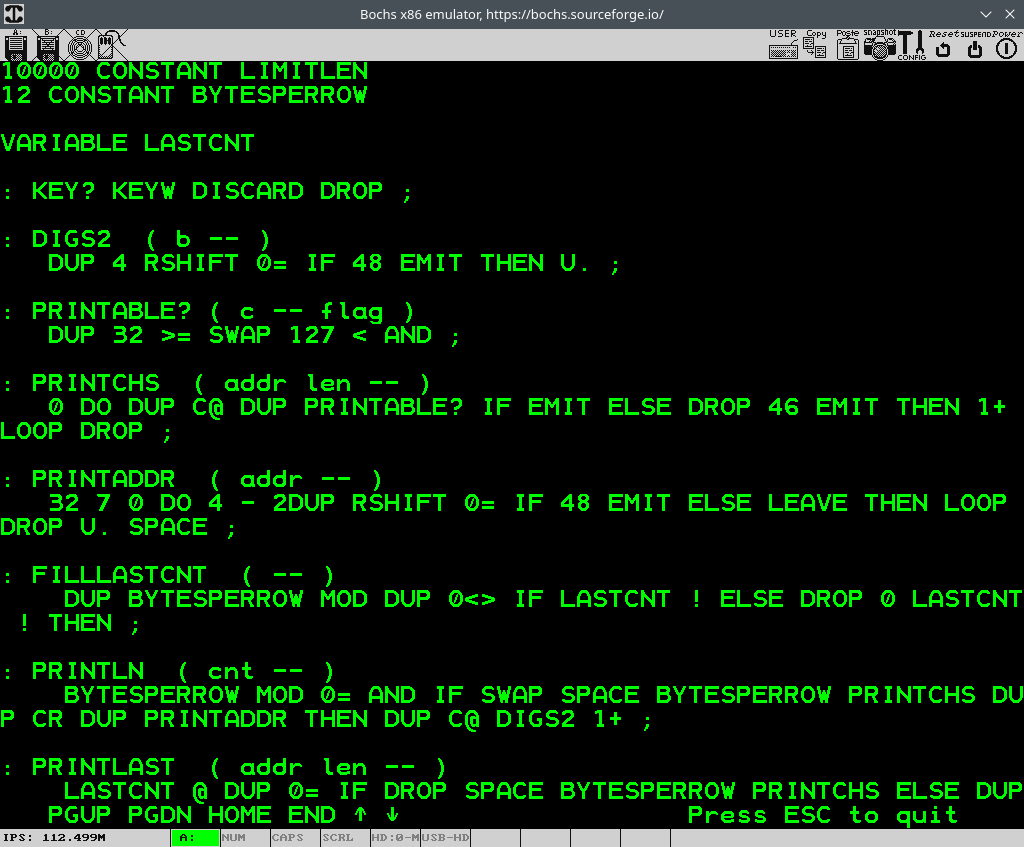 Bochs x86 emulator, https://bochs.sourceforge.io/
A: B: CD USER Copy Paste snapshot CONFIG Reset SUSPEND Power
10000 CONSTANT LIMITLEN
12 CONSTANT BYTESPERROW
VARIABLE LASTCNT
: KEY? KEYW DISCARD DROP ;
: DIGS2  ( b -- )
   DUP 4 RSHIFT 0= IF 48 EMIT THEN U. ;
: PRINTABLE? ( c -- flag )
   DUP 32 >= SWAP 127 < AND ;
: PRINTCHS  ( addr len -- )
   0 DO DUP C@ DUP PRINTABLE? IF EMIT ELSE DROP 46 EMIT THEN 1+
LOOP DROP ;
: PRINTADDR  ( addr -- )
   32 7 0 DO 4 - 2DUP RSHIFT 0= IF 48 EMIT ELSE LEAVE THEN LOOP
DROP U. SPACE ;
: FILLLASTCNT  ( -- )
    DUP BYTESPERROW MOD DUP 0<> IF LASTCNT ! ELSE DROP 0 LASTCNT
 ! THEN ;
: PRINTLN  ( cnt -- )
    BYTESPERROW MOD 0= AND IF SWAP SPACE BYTESPERROW PRINTCHS DU
P CR DUP PRINTADDR THEN DUP C@ DIGS2 1+ ;
: PRINTLAST  ( addr len -- )
    LASTCNT @ DUP 0= IF DROP SPACE BYTESPERROW PRINTCHS ELSE DUP
   PGUP PGDN HOME END ↑ ↓                  Press ESC to quit
IPS: 112.499M A: NUM CAPS SCRL HD:0-M USB-HD